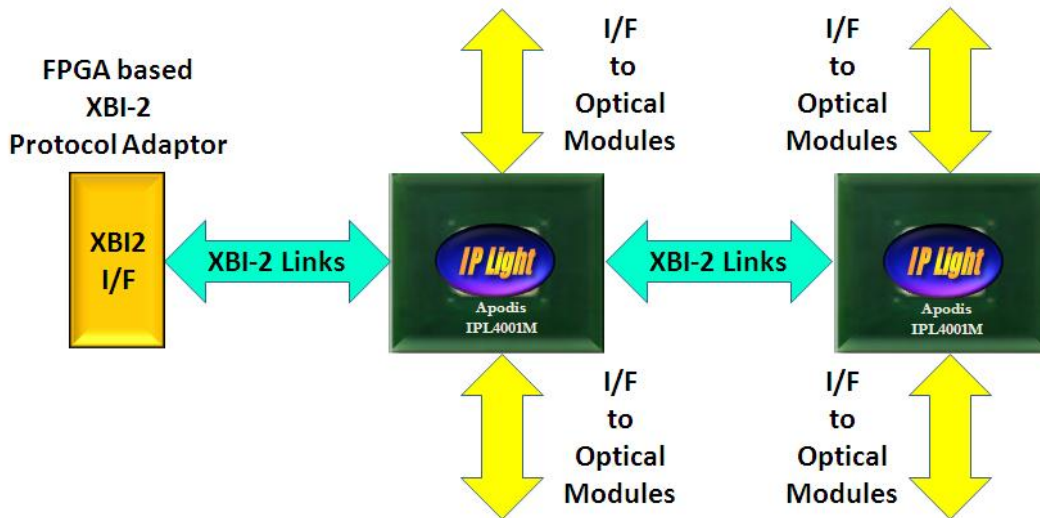 FPGA based
XBI-2
Protocol Adaptor
XBI2
I/F
XBI-2 Links
I/F
to
Optical
Modules
IP Light
Apodis
IPL4001M
I/F
to
Optical
Modules
XBI-2 Links
I/F
to
Optical
Modules
IP Light
Apodis
IPL4001M
I/F
to
Optical
Modules